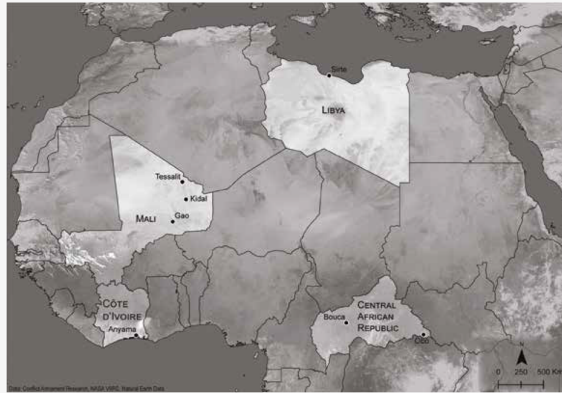 Sirte
LIBYA
Tessalit
Kidal
Gao
MALI
CÔTE
D'IVOIRE
Anyama
CENTRAL
AFRICAN
REPUBLIC
Bouca
Obo
N
0 250 500 Km
Data: Conflict Armament Research, NASA VIIRS, Natural Earth Data